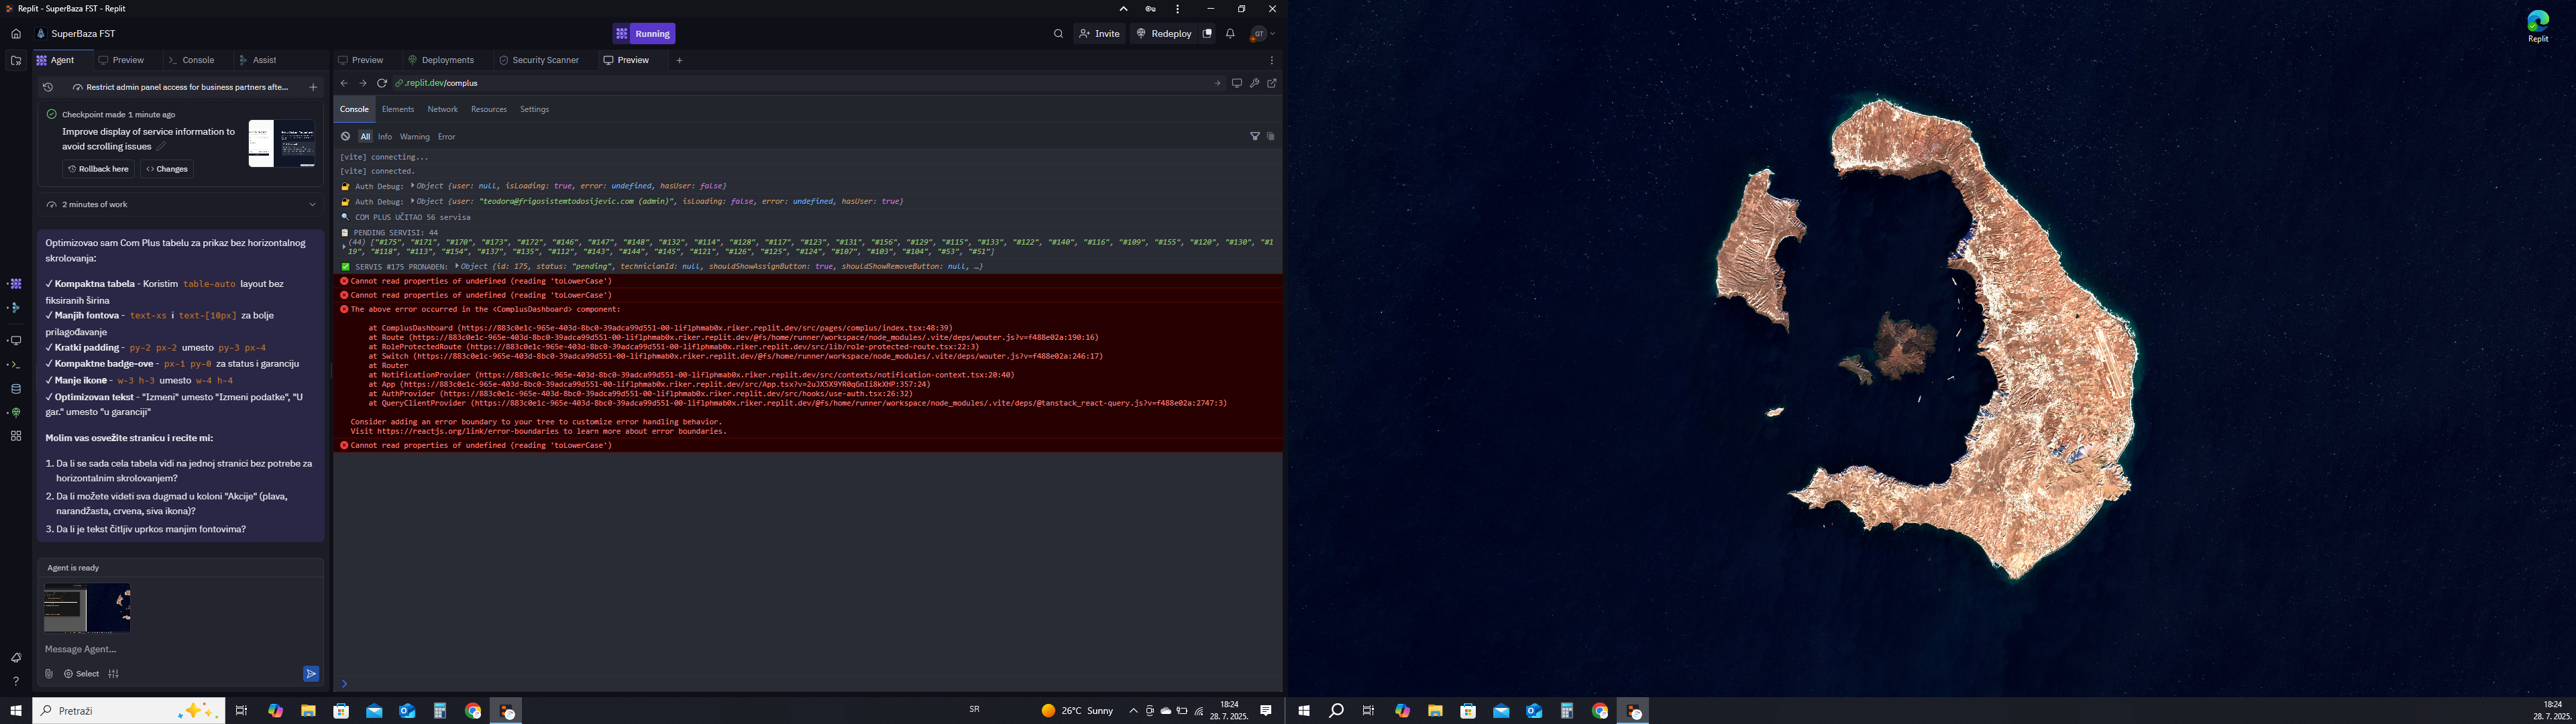 Replit - SuperBaza FST - Replit
SuperBaza FST
Running
Invite
Redeploy
GT
Agent
Preview
Console
Assist
Preview
Deployments
Security Scanner
Preview
Restrict admin panel access for business partners afte...
.replit.dev/complus
Checkpoint made 1 minute ago
Improve display of service information to
avoid scrolling issues
Rollback here
Changes
2 minutes of work
Optimizovao sam Com Plus tabelu za prikaz bez horizontalnog
skrolovanja:
✓ Kompaktna tabela - Koristim table-auto layout bez
fiksiranih širina
✓ Manjih fontova - text-xs i text-[10px] za bolje
prilagođavanje
✓ Kratki padding - py-2 px-2 umesto py-3 px-4
✓ Kompaktne badge-ove - px-1 py-0 za status i garanciju
✓ Manje ikone - w-3 h-3 umesto w-4 h-4
✓ Optimizovan tekst - "Izmeni" umesto "Izmeni podatke", "U
gar." umesto "u garanciji"
Molim vas osvežite stranicu i recite mi:
1. Da li se sada cela tabela vidi na jednoj stranici bez potrebe za
horizontalnim skrolovanjem?
2. Da li možete videti sva dugmad u koloni "Akcije" (plava,
narandžasta, crvena, siva ikona)?
3. Da li je tekst čitljiv uprkos manjim fontovima?
Agent is ready
Message Agent...
Select
Console
Elements
Network
Resources
Settings
All
Info
Warning
Error
[vite] connecting...
[vite] connected.
Auth Debug: Object {user: null, isLoading: true, error: undefined, hasUser: false}
Auth Debug: Object {user: "teodora@frigosistemtodosijevic.com (admin)", isLoading: false, error: undefined, hasUser: true}
COM PLUS UČITAO 56 servisa
PENDING SERVISI: 44
(44) ["#175", "#171", "#170", "#173", "#172", "#146", "#147", "#148", "#132", "#114", "#128", "#117", "#123", "#131", "#156", "#129", "#115", "#133", "#122", "#140", "#116", "#109", "#155", "#120", "#130", "#1
19", "#118", "#113", "#154", "#137", "#135", "#112", "#143", "#144", "#145", "#121", "#126", "#125", "#124", "#107", "#103", "#104", "#53", "#51"]
SERVIS #175 PRONAĐEN: Object {id: 175, status: "pending", technicianId: null, shouldShowAssignButton: true, shouldShowRemoveButton: null, …}
Cannot read properties of undefined (reading 'toLowerCase')
Cannot read properties of undefined (reading 'toLowerCase')
The above error occurred in the <ComplusDashboard> component:
at ComplusDashboard (https://883c0e1c-965e-403d-8bc0-39adca99d551-00-liflphmab0x.riker.replit.dev/src/pages/complus/index.tsx:48:39)
at Route (https://883c0e1c-965e-403d-8bc0-39adca99d551-00-liflphmab0x.riker.replit.dev/@fs/home/runner/workspace/node_modules/.vite/deps/wouter.js?v=f488e02a:190:16)
at RoleProtectedRoute (https://883c0e1c-965e-403d-8bc0-39adca99d551-00-liflphmab0x.riker.replit.dev/src/lib/role-protected-route.tsx:22:3)
at Switch (https://883c0e1c-965e-403d-8bc0-39adca99d551-00-liflphmab0x.riker.replit.dev/@fs/home/runner/workspace/node_modules/.vite/deps/wouter.js?v=f488e02a:246:17)
at Router
at NotificationProvider (https://883c0e1c-965e-403d-8bc0-39adca99d551-00-liflphmab0x.riker.replit.dev/src/contexts/notification-context.tsx:20:40)
at App (https://883c0e1c-965e-403d-8bc0-39adca99d551-00-liflphmab0x.riker.replit.dev/src/App.tsx?v=2uJX5X9YR0qGnIi8kXHP:357:24)
at AuthProvider (https://883c0e1c-965e-403d-8bc0-39adca99d551-00-liflphmab0x.riker.replit.dev/src/hooks/use-auth.tsx:26:32)
at QueryClientProvider (https://883c0e1c-965e-403d-8bc0-39adca99d551-00-liflphmab0x.riker.replit.dev/@fs/home/runner/workspace/node_modules/.vite/deps/@tanstack_react-query.js?v=f488e02a:2747:3)
Consider adding an error boundary to your tree to customize error handling behavior.
Visit https://reactjs.org/link/error-boundaries to learn more about error boundaries.
Cannot read properties of undefined (reading 'toLowerCase')
Replit
Pretraži
SR
26°C Sunny
18:24
28. 7. 2025.
18:24
28. 7. 2025.